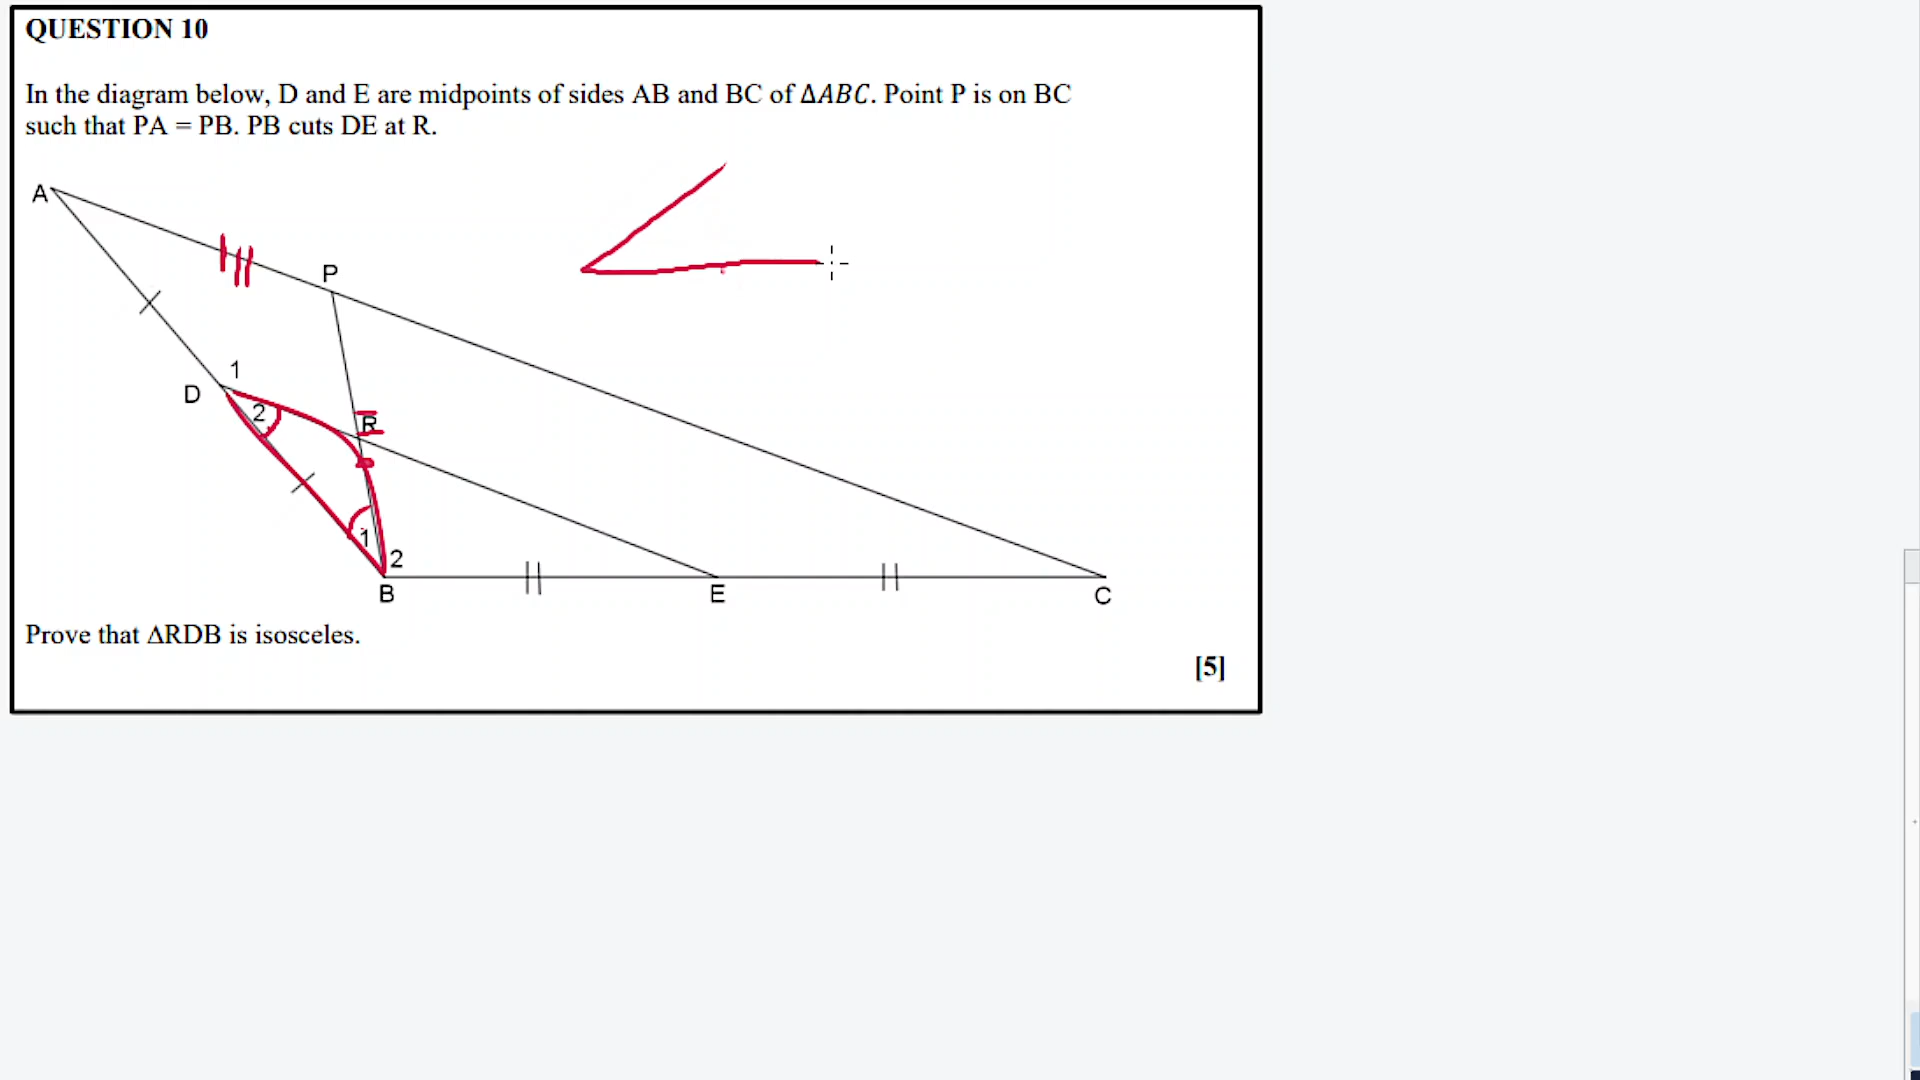 QUESTION 10
In the diagram below, D and E are midpoints of sides AB and BC of ΔABC. Point P is on BC
such that PA = PB. PB cuts DE at R.
A
P
1
D
2
R
1
2
B
E
C
Prove that ΔRDB is isosceles.
[5]